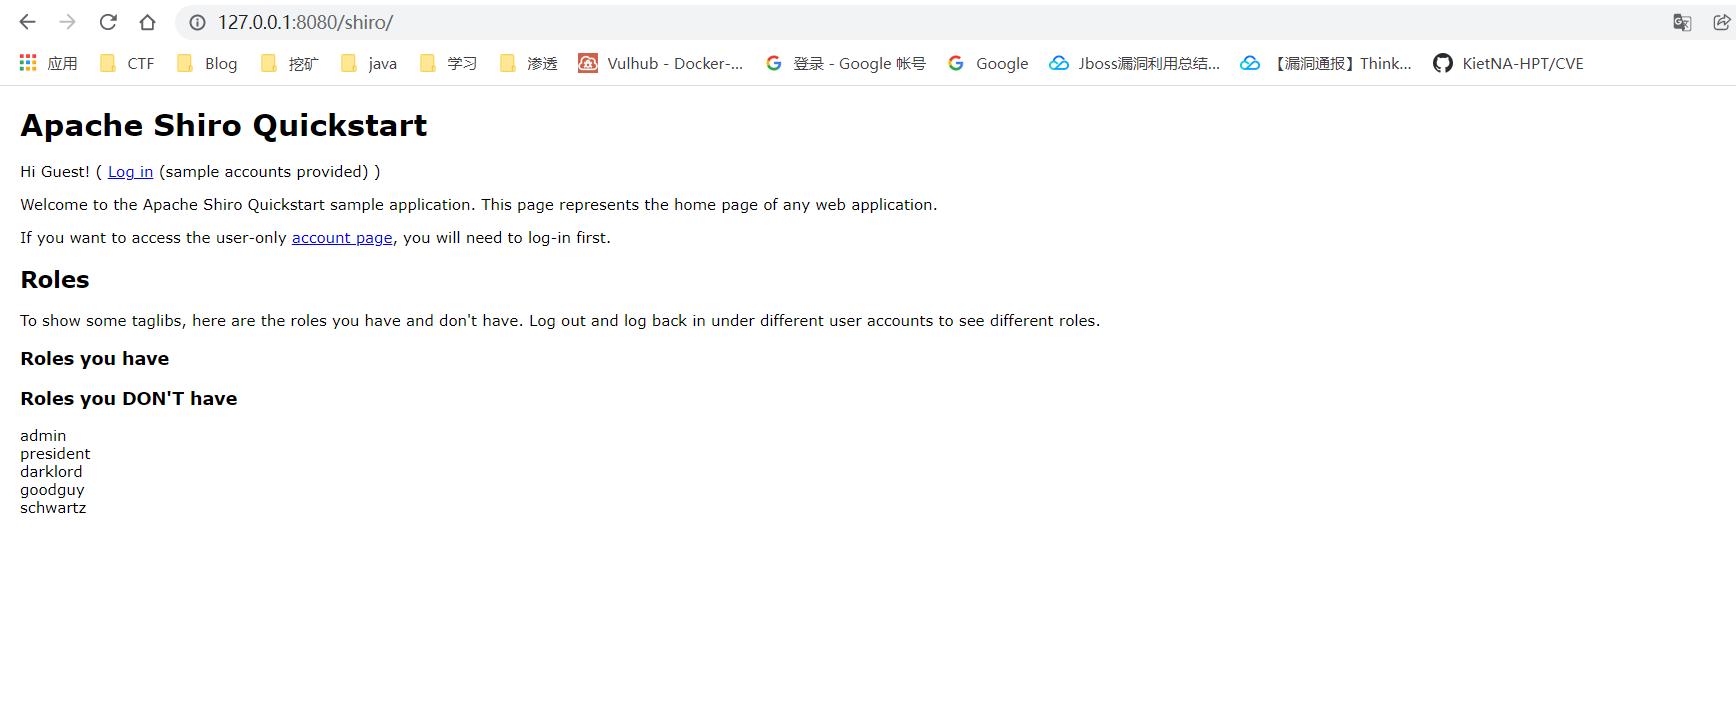 127.0.0.1:8080/shiro/
应用 CTF Blog 挖矿 java 学习 渗透 Vulhub - Docker-... 登录 - Google 帐号 Google Jboss漏洞利用总结... 【漏洞通报】Think... KietNA-HPT/CVE
Apache Shiro Quickstart
Hi Guest! ( Log in (sample accounts provided) )
Welcome to the Apache Shiro Quickstart sample application. This page represents the home page of any web application.
If you want to access the user-only account page, you will need to log-in first.
Roles
To show some taglibs, here are the roles you have and don't have. Log out and log back in under different user accounts to see different roles.
Roles you have
Roles you DON'T have
admin
president
darklord
goodguy
schwartz